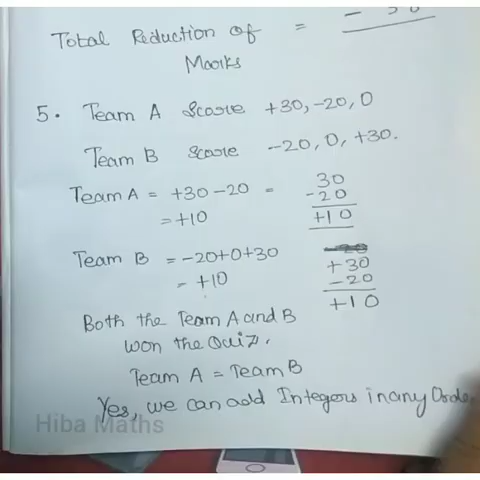 Total Reduction of =
Marks
5. Team A Score +30, -20, 0
Team B Score -20, 0, +30.
Team A = +30 -20 = 30
-20
= +10 +10
Team B = -20+0+30
= +10
+30
-20
+10
Both the Team A and B
won the Quiz.
Team A = Team B
Yes, we can add Integers in any Orde
Hiba Maths